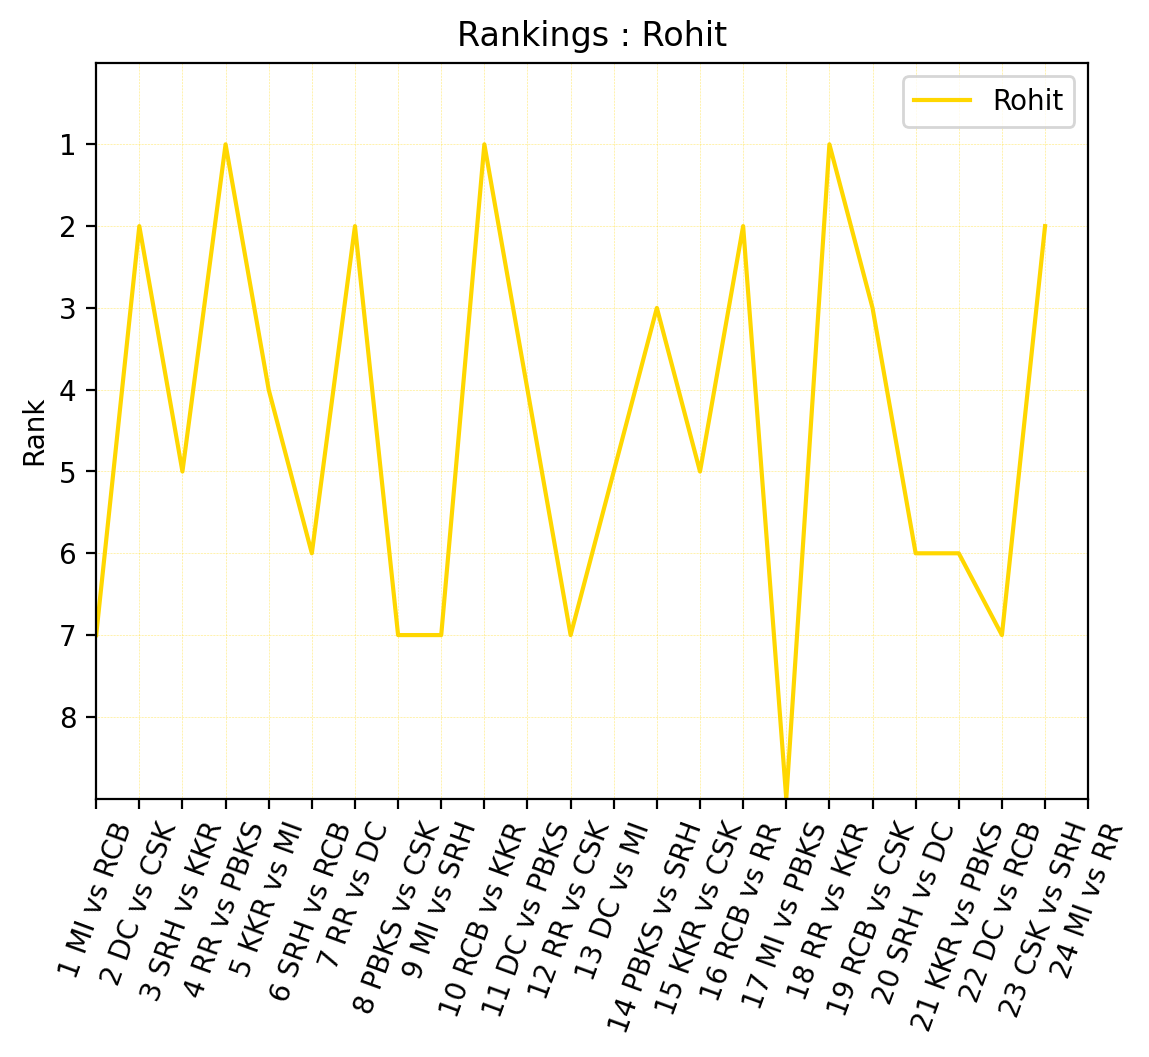 Rankings : Rohit
Rohit
Rank
1
2
3
4
5
6
7
8
1 MI vs RCB
2 DC vs CSK
3 SRH vs KKR
4 RR vs PBKS
5 KKR vs MI
6 SRH vs RCB
7 RR vs DC
8 PBKS vs CSK
9 MI vs SRH
10 RCB vs KKR
11 DC vs PBKS
12 RR vs CSK
13 DC vs MI
14 PBKS vs SRH
15 KKR vs CSK
16 RCB vs RR
17 MI vs PBKS
18 RR vs KKR
19 RCB vs CSK
20 SRH vs DC
21 KKR vs PBKS
22 DC vs RCB
23 CSK vs SRH
24 MI vs RR